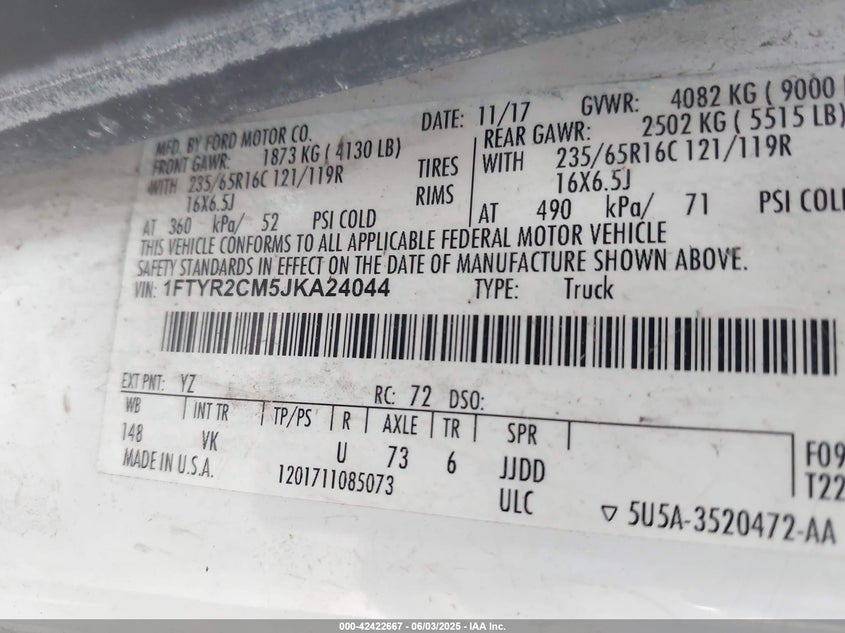 MFD. BY FORD MOTOR CO. DATE: 11/17 GVWR: 4082 KG ( 9000
FRONT GAWR: 1873 KG ( 4130 LB) REAR GAWR: 2502 KG ( 5515 LB)
WITH 235/65R16C 121/119R TIRES WITH 235/65R16C 121/119R
16X6.5J RIMS 16X6.5J
AT 360 kPa/ 52 PSI COLD AT 490 kPa/ 71 PSI COLD
THIS VEHICLE CONFORMS TO ALL APPLICABLE FEDERAL MOTOR VEHICLE
SAFETY STANDARDS IN EFFECT ON THE DATE OF MANUFACTURE SHOWN ABOVE.
VIN: 1FTYR2CM5JKA24044 TYPE: Truck
EXT PNT: YZ RC: 72 DSO:
WB INT TR TP/PS R AXLE TR SPR
148 VK U 73 6 JJDD F09
MADE IN U.S.A. 1201711085073 ULC T22
▽ 5U5A-3520472-AA
000-42422667 - 06/03/2025 - IAA Inc.